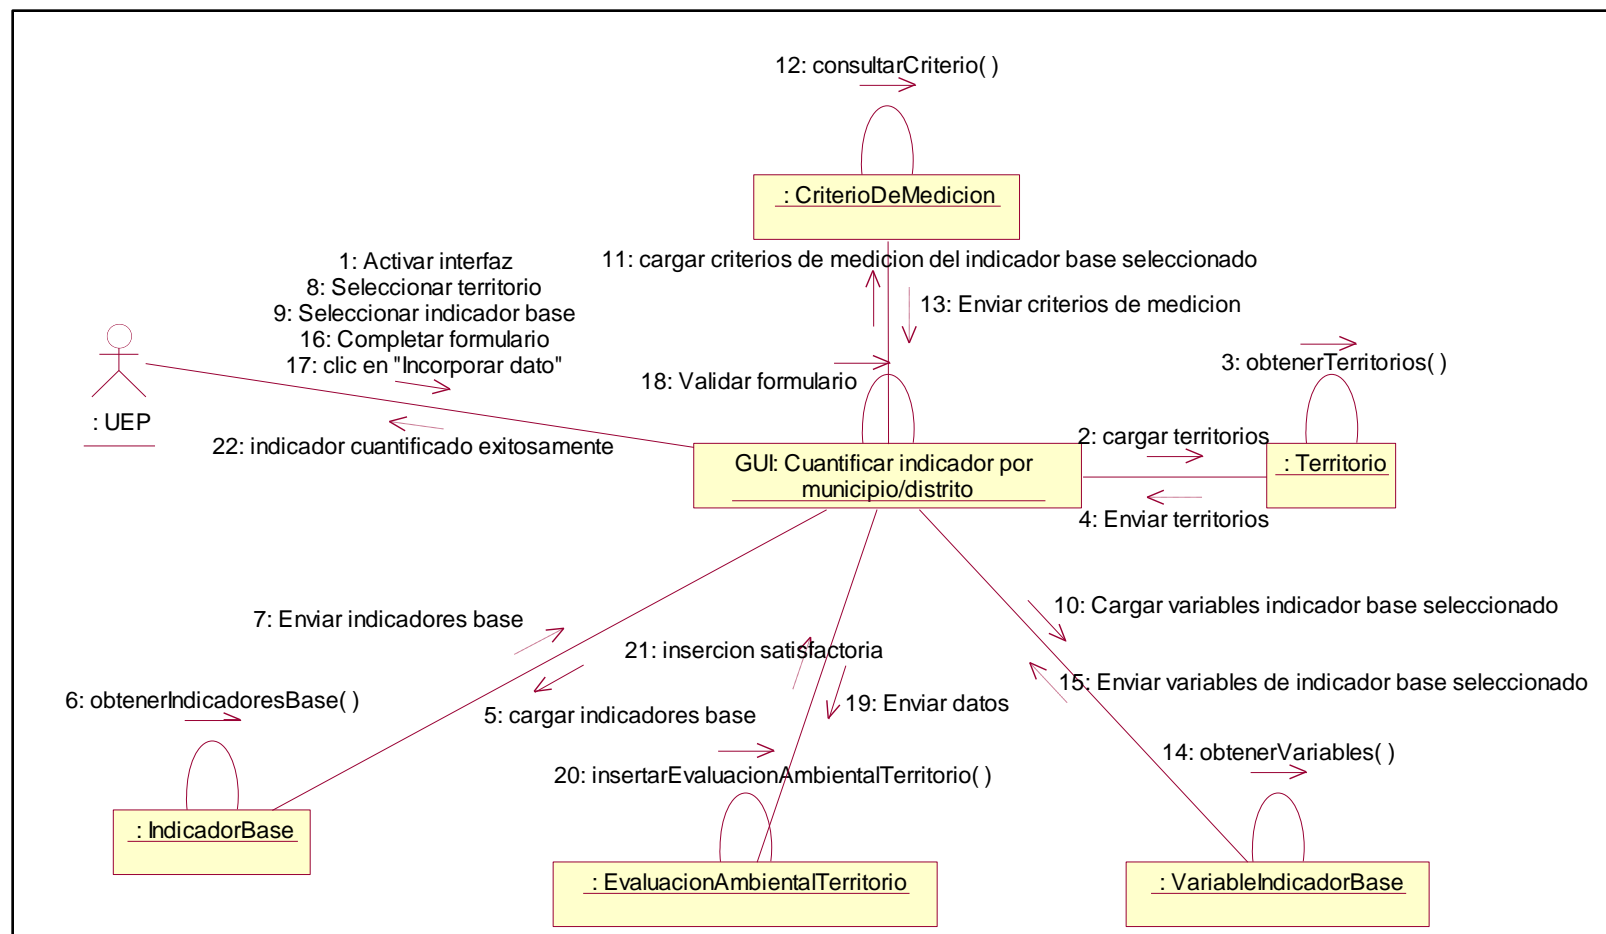 12: consultarCriterio( )
: CriterioDeMedicion
1: Activar interfaz
8: Seleccionar territorio
9: Seleccionar indicador base
16: Completar formulario
17: clic en "Incorporar dato"
11: cargar criterios de medicion del indicador base seleccionado
13: Enviar criterios de medicion
18: Validar formulario
3: obtenerTerritorios( )
: UEP
22: indicador cuantificado exitosamente
GUI: Cuantificar indicador por
municipio/distrito
2: cargar territorios
: Territorio
4: Enviar territorios
7: Enviar indicadores base
10: Cargar variables indicador base seleccionado
21: insercion satisfactoria
15: Enviar variables de indicador base seleccionado
6: obtenerIndicadoresBase( )
5: cargar indicadores base
19: Enviar datos
14: obtenerVariables( )
20: insertarEvaluacionAmbientalTerritorio( )
: IndicadorBase
: EvaluacionAmbientalTerritorio
: VariableIndicadorBase